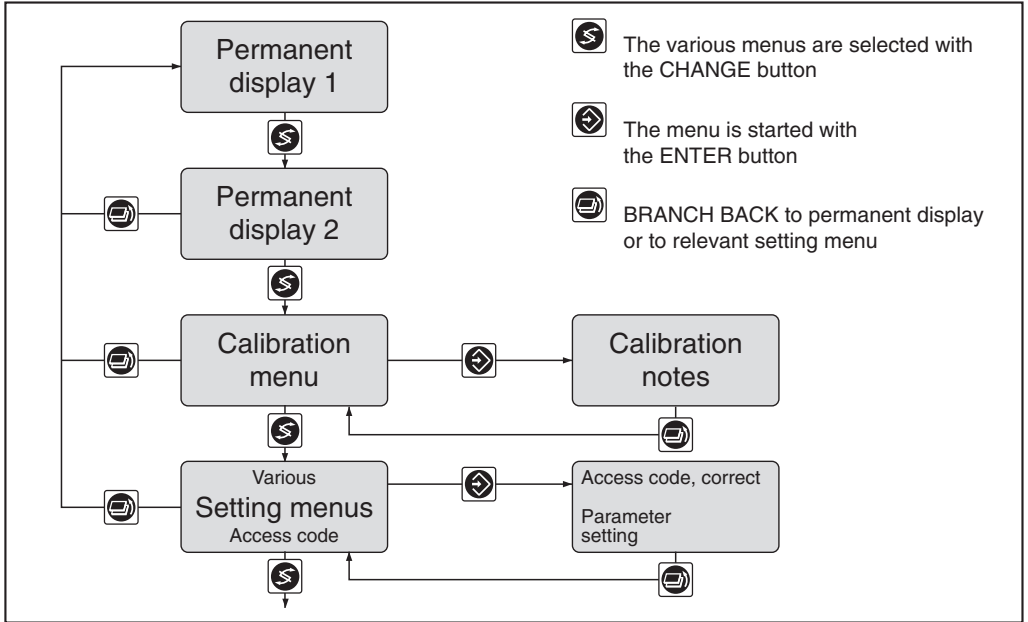 Permanent
display 1
The various menus are selected with
the CHANGE button
The menu is started with
the ENTER button
Permanent
display 2
BRANCH BACK to permanent display
or to relevant setting menu
Calibration
menu
Calibration
notes
Various
Setting menus
Access code
Access code, correct
Parameter
setting